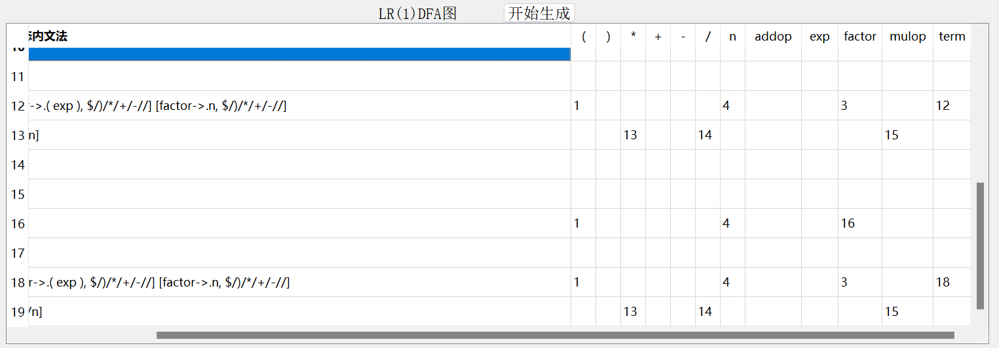 LR(1)DFA图 开始生成
态内文法 ( ) * + - / n addop exp factor mulop term
10
11
12 ->.( exp ), $/)/*/+/-//] [factor->.n, $/)/*/+/-//] 1 4 3 12
13 n] 13 14 15
14
15
16 1 4 16
17
18 r->.( exp ), $/)/*/+/-//] [factor->.n, $/)/*/+/-//] 1 4 3 18
19 /n] 13 14 15